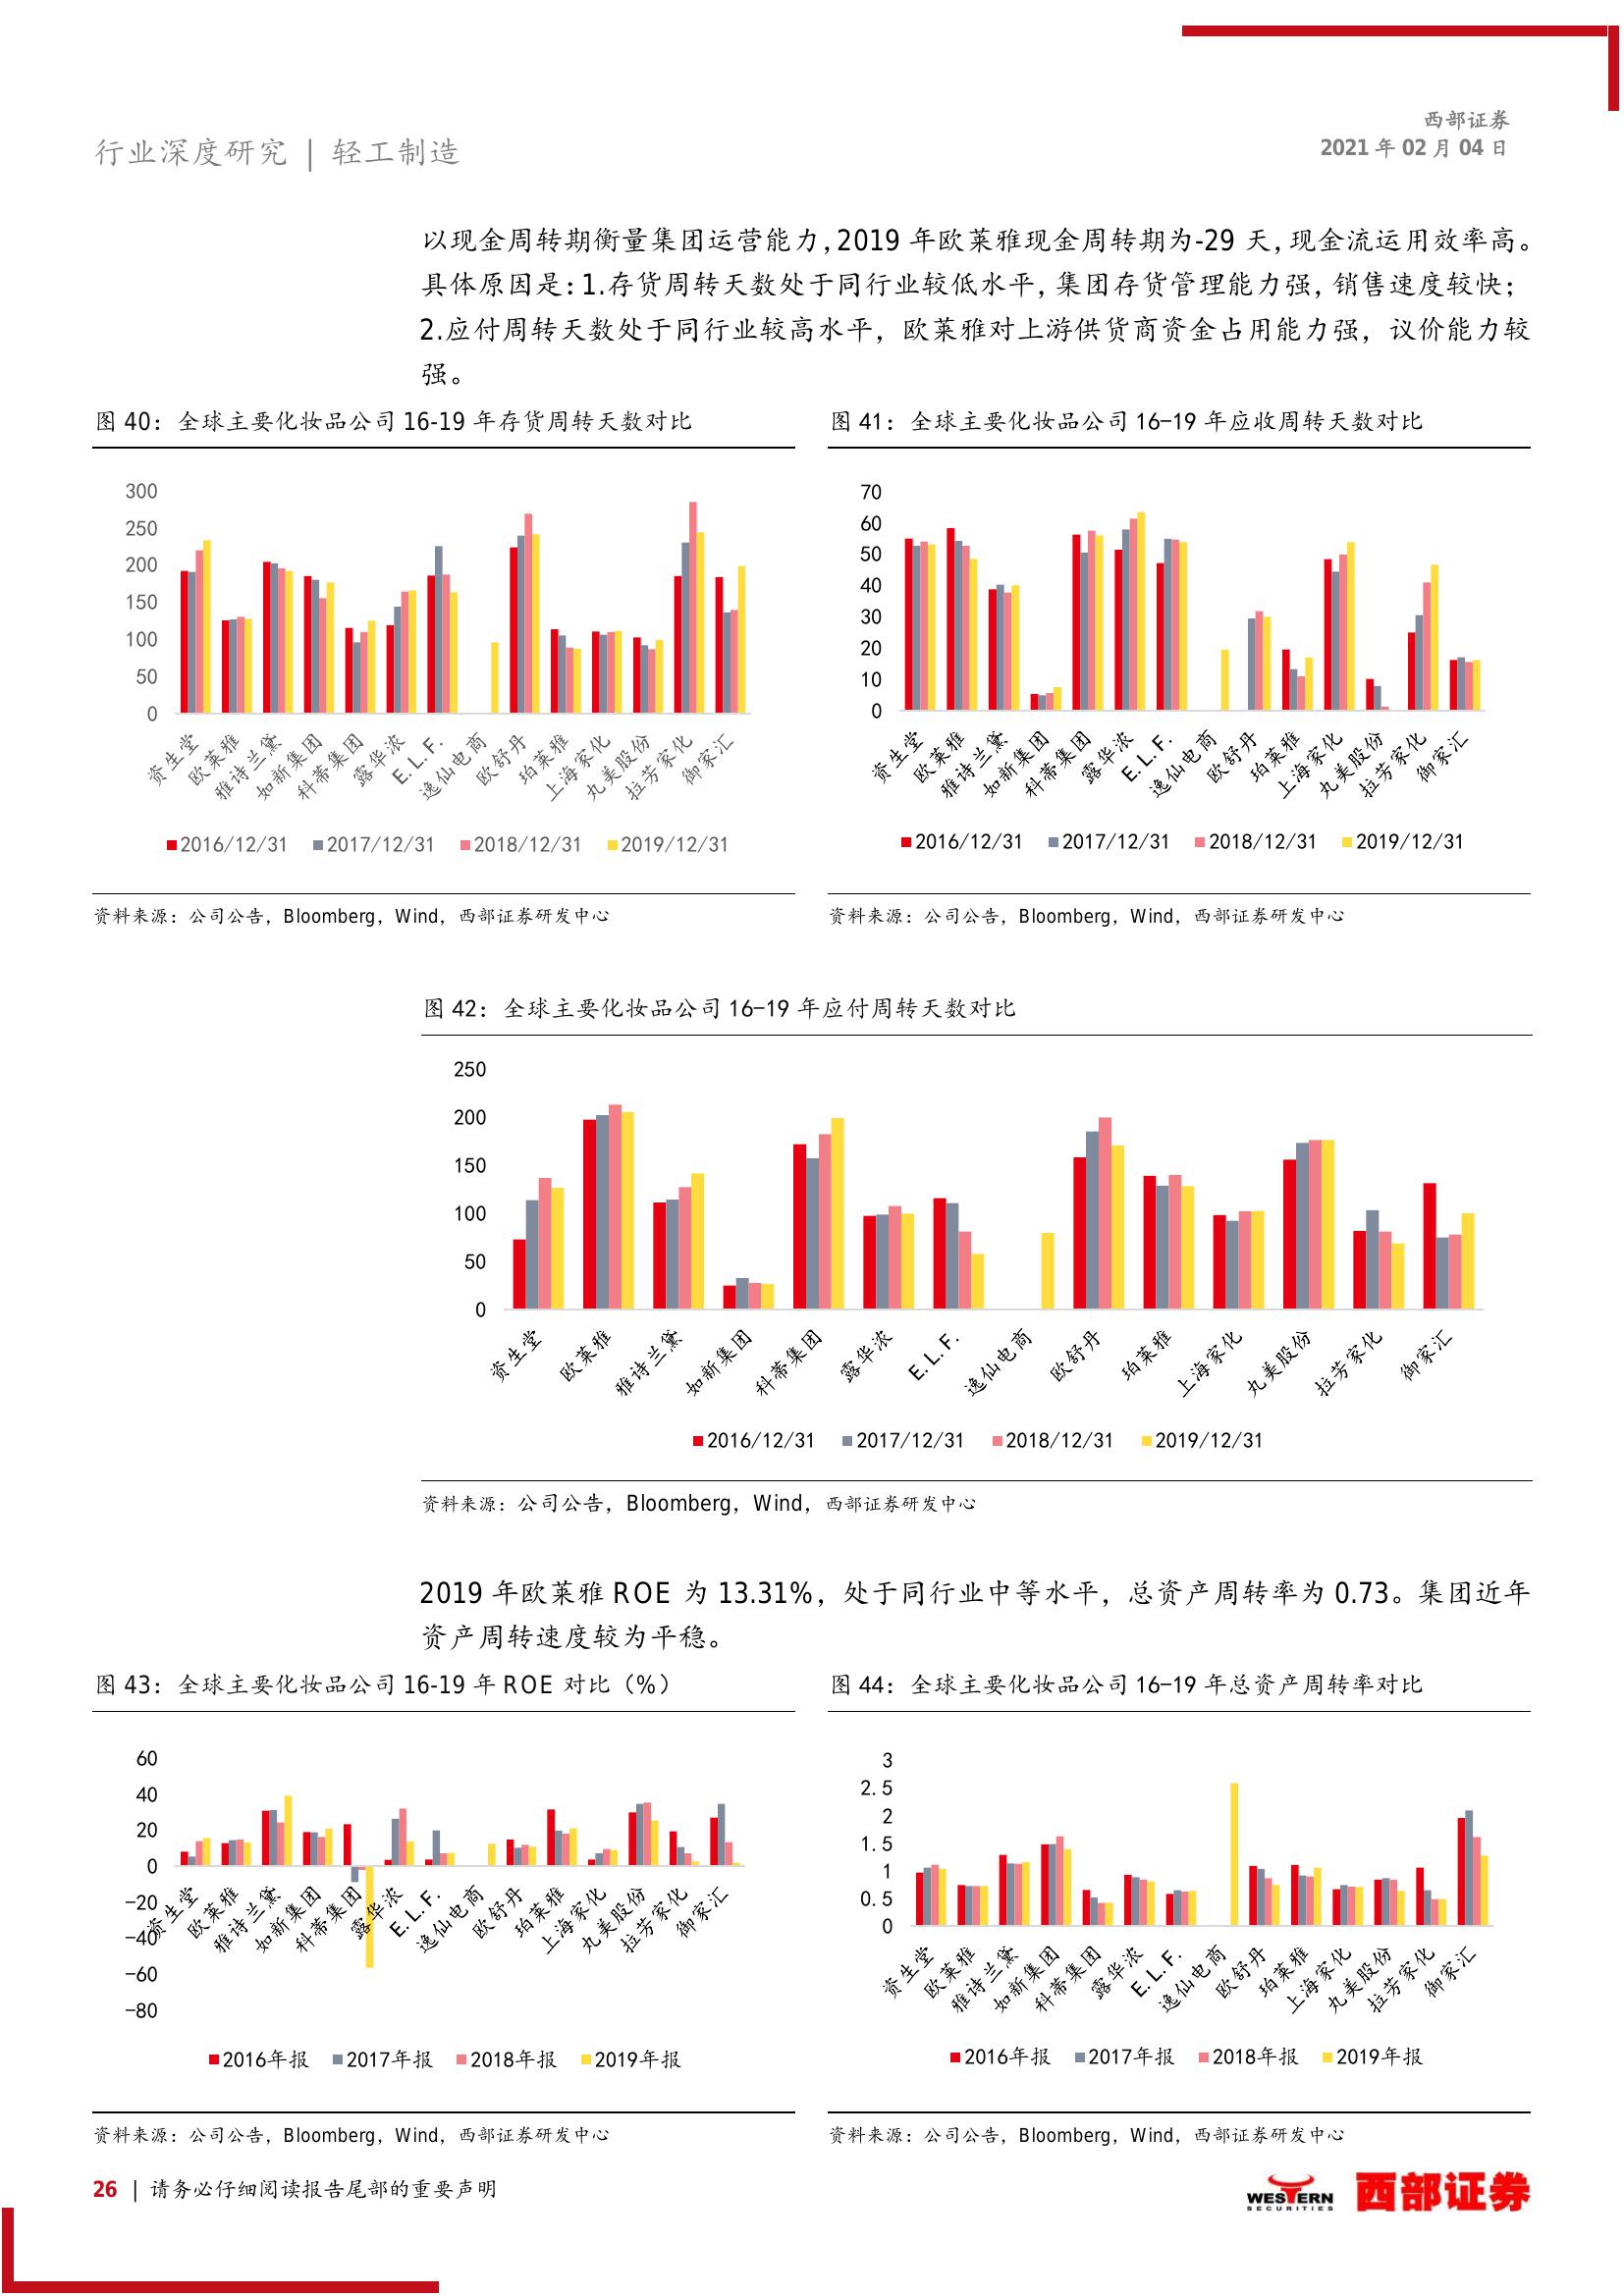 西部证券
2021 年 02 月 04 日
行业深度研究 | 轻工制造
以现金周转期衡量集团运营能力,2019 年欧莱雅现金周转期为-29 天,现金流运用效率高。
具体原因是:1.存货周转天数处于同行业较低水平,集团存货管理能力强,销售速度较快;
2.应付周转天数处于同行业较高水平，欧莱雅对上游供货商资金占用能力强，议价能力较
强。
图 40：全球主要化妆品公司 16-19 年存货周转天数对比
300
250
200
150
100
50
0
资生堂
欧莱雅
雅诗兰黛
如新集团
科蒂集团
露华浓
E.L.F.
逸仙电商
欧舒丹
珀莱雅
上海家化
丸美股份
拉芳家化
御家汇
2016/12/31 2017/12/31 2018/12/31 2019/12/31
资料来源：公司公告，Bloomberg，Wind，西部证券研发中心
图 41：全球主要化妆品公司 16-19 年应收周转天数对比
70
60
50
40
30
20
10
0
资生堂
欧莱雅
雅诗兰黛
如新集团
科蒂集团
露华浓
E.L.F.
逸仙电商
欧舒丹
珀莱雅
上海家化
丸美股份
拉芳家化
御家汇
2016/12/31 2017/12/31 2018/12/31 2019/12/31
资料来源：公司公告，Bloomberg，Wind，西部证券研发中心
图 42：全球主要化妆品公司 16-19 年应付周转天数对比
250
200
150
100
50
0
资生堂
欧莱雅
雅诗兰黛
如新集团
科蒂集团
露华浓
E.L.F.
逸仙电商
欧舒丹
珀莱雅
上海家化
丸美股份
拉芳家化
御家汇
2016/12/31 2017/12/31 2018/12/31 2019/12/31
资料来源：公司公告，Bloomberg，Wind，西部证券研发中心
2019 年欧莱雅 ROE 为 13.31%，处于同行业中等水平，总资产周转率为 0.73。集团近年
资产周转速度较为平稳。
图 43：全球主要化妆品公司 16-19 年 ROE 对比（%）
60
40
20
0
-20
-40
-60
-80
资生堂
欧莱雅
雅诗兰黛
如新集团
科蒂集团
露华浓
E.L.F.
逸仙电商
欧舒丹
珀莱雅
上海家化
丸美股份
拉芳家化
御家汇
2016年报 2017年报 2018年报 2019年报
资料来源：公司公告，Bloomberg，Wind，西部证券研发中心
图 44：全球主要化妆品公司 16-19 年总资产周转率对比
3
2.5
2
1.5
1
0.5
0
资生堂
欧莱雅
雅诗兰黛
如新集团
科蒂集团
露华浓
E.L.F.
逸仙电商
欧舒丹
珀莱雅
上海家化
丸美股份
拉芳家化
御家汇
2016年报 2017年报 2018年报 2019年报
资料来源：公司公告，Bloomberg，Wind，西部证券研发中心
26 | 请务必仔细阅读报告尾部的重要声明
WESTERN
SECURITIES
西部证券